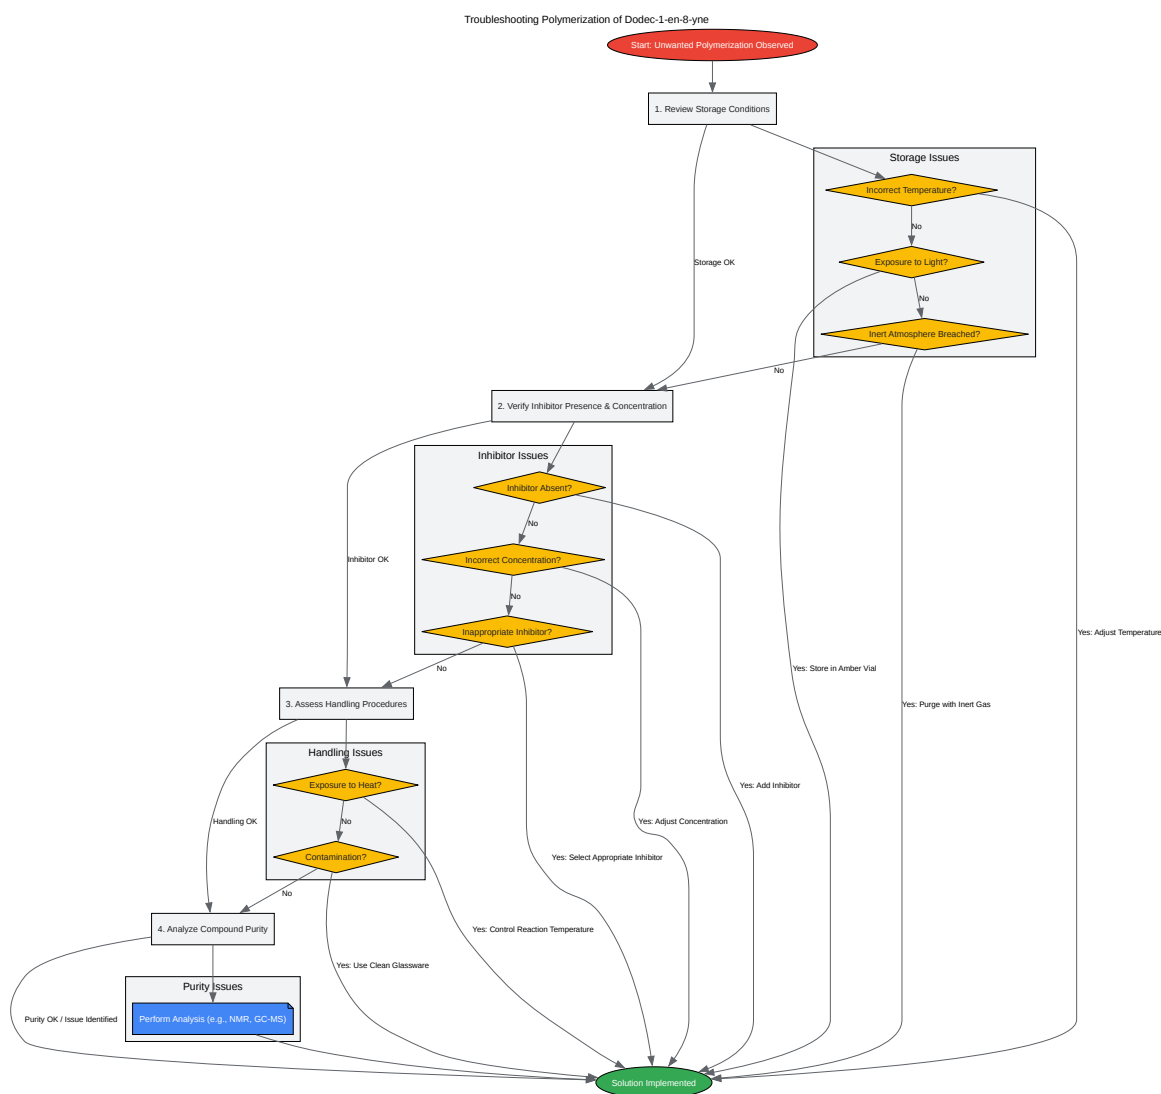 Troubleshooting Polymerization of Dodec-1-en-8-yne
Start: Unwanted Polymerization Observed
1. Review Storage Conditions
Storage Issues
Incorrect Temperature?
No
Exposure to Light?
Storage OK
No
Inert Atmosphere Breached?
No
2. Verify Inhibitor Presence & Concentration
Inhibitor Issues
Inhibitor Absent?
No
Incorrect Concentration?
Inhibitor OK
No
Inappropriate Inhibitor?
Yes: Adjust Temperature
No
Yes: Store in Amber Vial
3. Assess Handling Procedures
Yes: Purge with Inert Gas
Handling Issues
Exposure to Heat?
Yes: Add Inhibitor
Handling OK
No
Yes: Adjust Concentration
Contamination?
Yes: Select Appropriate Inhibitor
No
4. Analyze Compound Purity
Yes: Control Reaction Temperature
Yes: Use Clean Glassware
Purity Issues
Purity OK / Issue Identified
Perform Analysis (e.g., NMR, GC-MS)
Solution Implemented